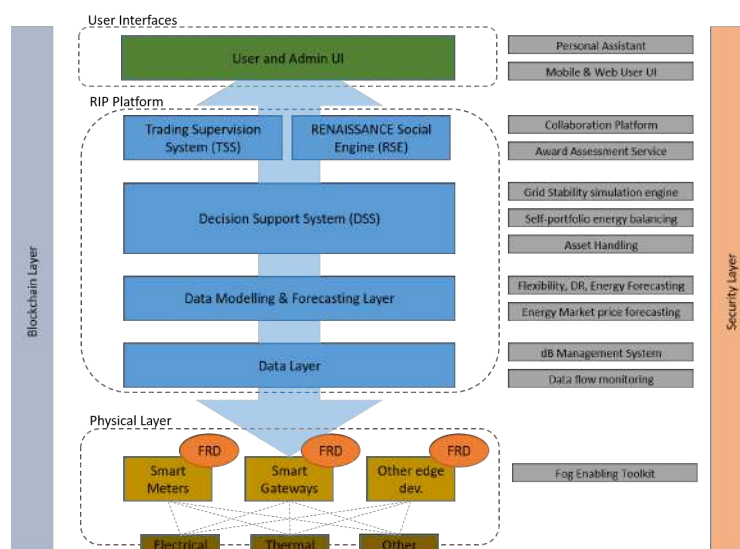 User Interfaces
User and Admin UI
Personal Assistant
Mobile & Web User UI
RIP Platform
Trading Supervision
System (TSS)
RENAISSANCE Social
Engine (RSE)
Collaboration Platform
Award Assessment Service
Decision Support System (DSS)
Grid Stability simulation engine
Self-portfolio energy balancing
Asset Handling
Data Modelling & Forecasting Layer
Flexibility, DR, Energy Forecasting
Energy Market price forecasting
Data Layer
dB Management System
Data flow monitoring
Physical Layer
FRD
FRD
FRD
Smart
Meters
Smart
Gateways
Other edge
dev.
Fog Enabling Toolkit
Electrical
Thermal
Other
Blockchain Layer
Security Layer